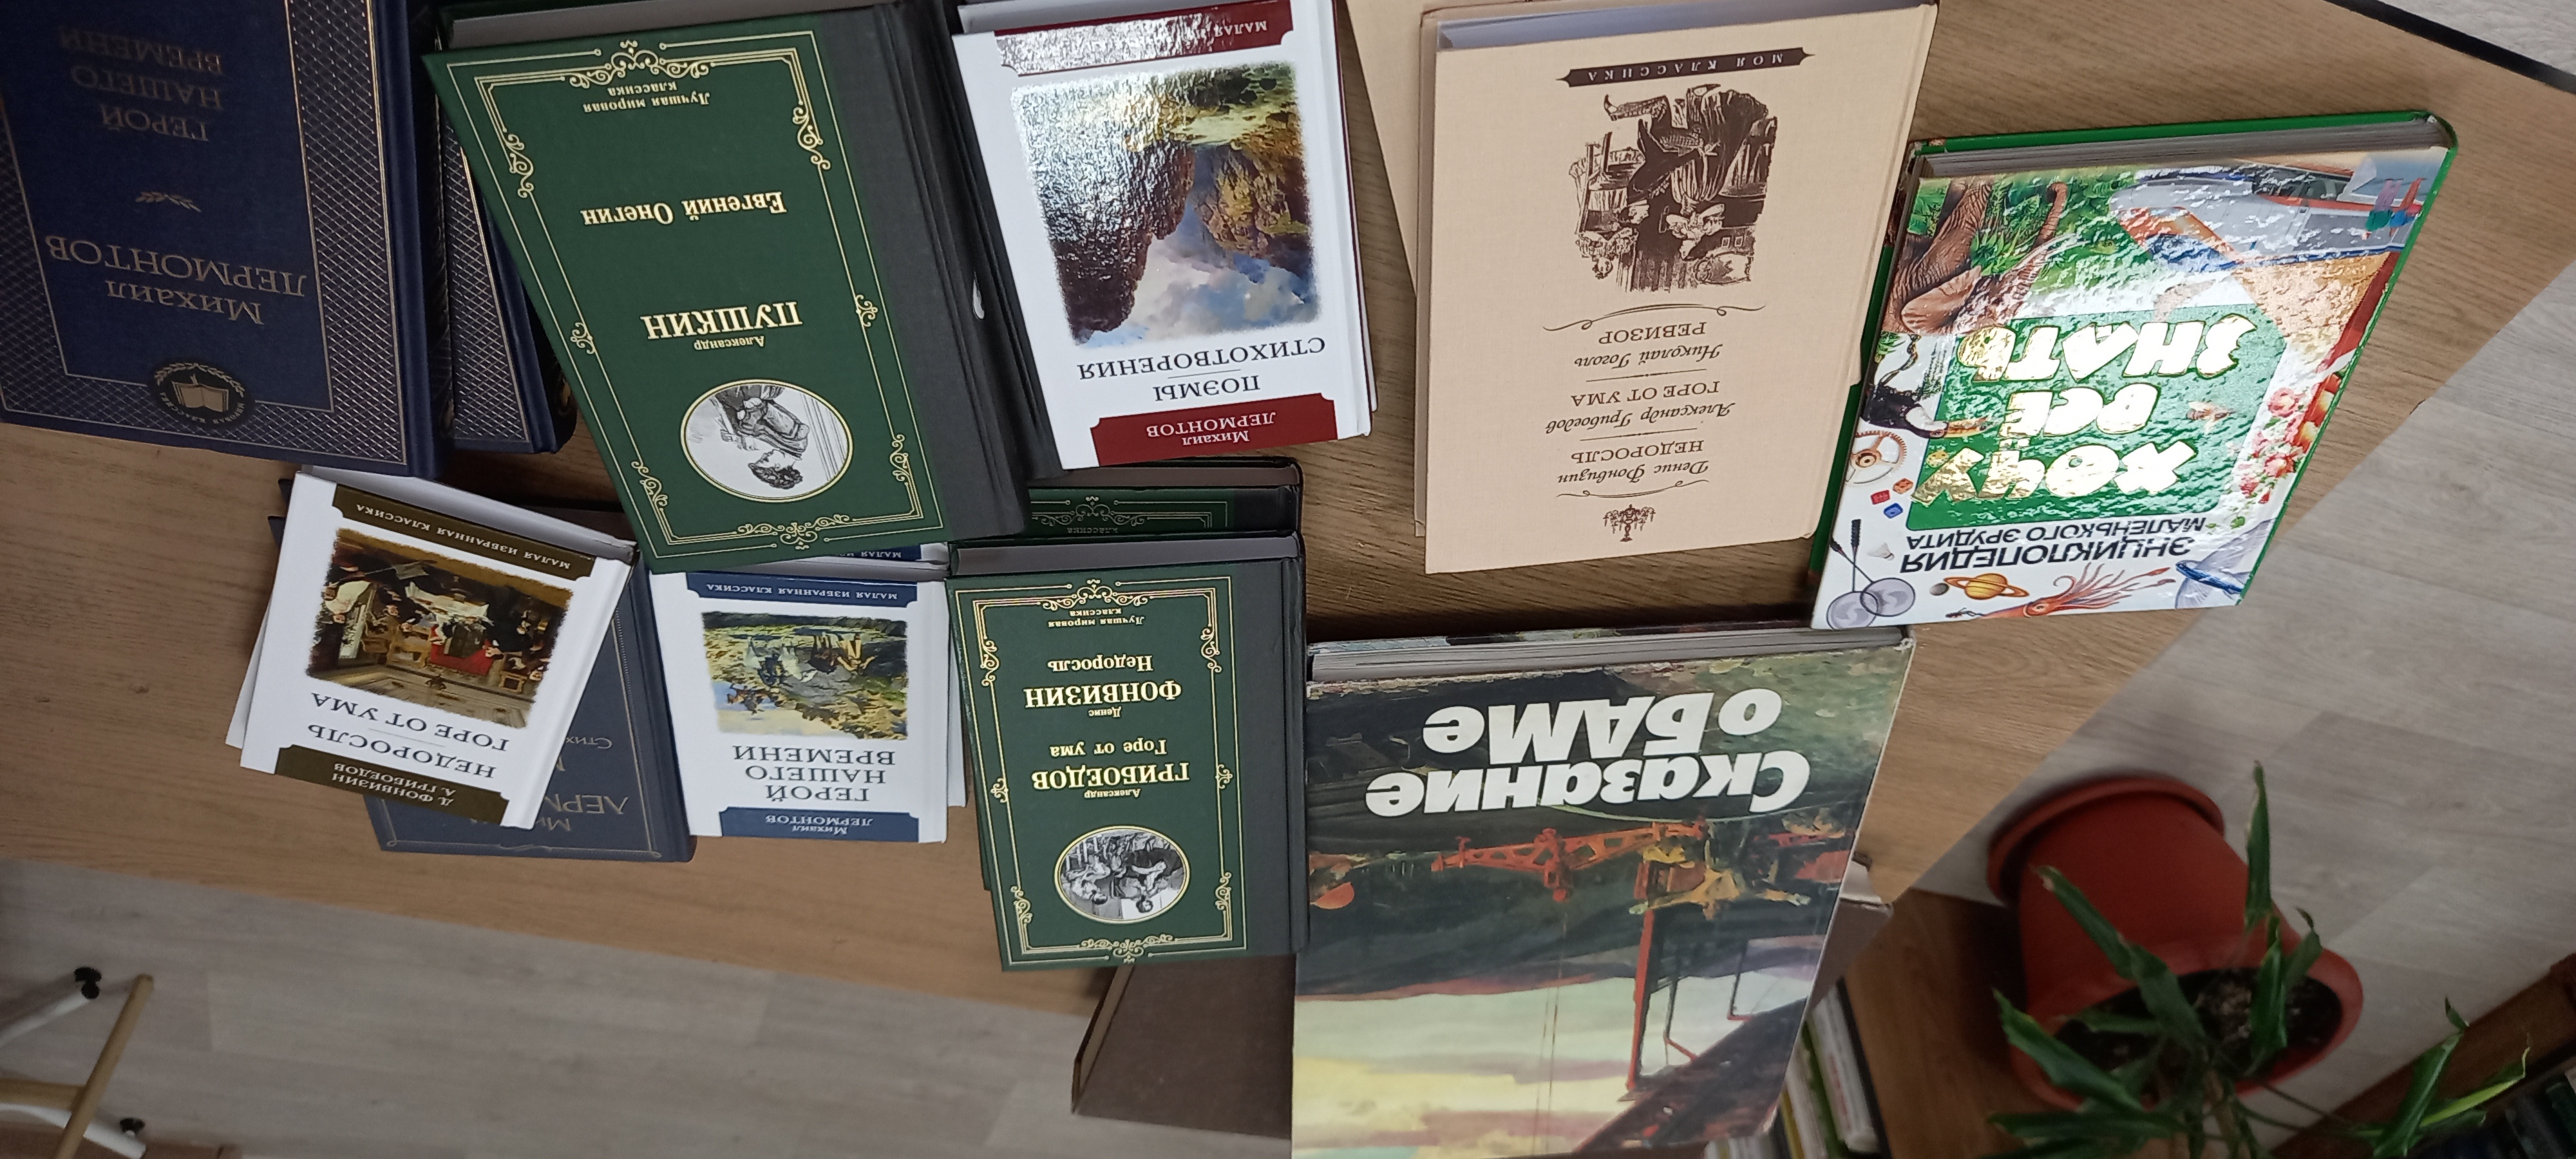 Михаил
ЛЕРМОНТОВ
ГЕРОЙ
НАШЕГО
ВРЕМЕНИ
Александр
ПУШКИН
Евгений Онегин
Лучшая мировая
классика
Михаил
ЛЕРМОНТОВ
ПОЭМЫ
СТИХОТВОРЕНИЯ
МАЛАЯ
Денис Фонвизин
НЕДОРОСЛЬ
Александр Грибоедов
ГОРЕ ОТ УМА
Николай Гоголь
РЕВИЗОР
МОЯ КЛАССИКА
ЭНЦИКЛОПЕДИЯ
МАЛЕНЬКОГО ЭРУДИТА
ХОЧУ
ВСЁ
ЗНАТЬ
Д. ФОНВИЗИН
А. ГРИБОЕДОВ
НЕДОРОСЛЬ
ГОРЕ ОТ УМА
МАЛАЯ ИЗБРАННАЯ КЛАССИКА
Михаил
ЛЕРМОНТОВ
ГЕРОЙ
НАШЕГО
ВРЕМЕНИ
МАЛАЯ ИЗБРАННАЯ КЛАССИКА
Александр
ГРИБОЕДОВ
Горе от ума
Денис
ФОНВИЗИН
Недоросль
Лучшая мировая
классика
классика
Сказание
о БАМе